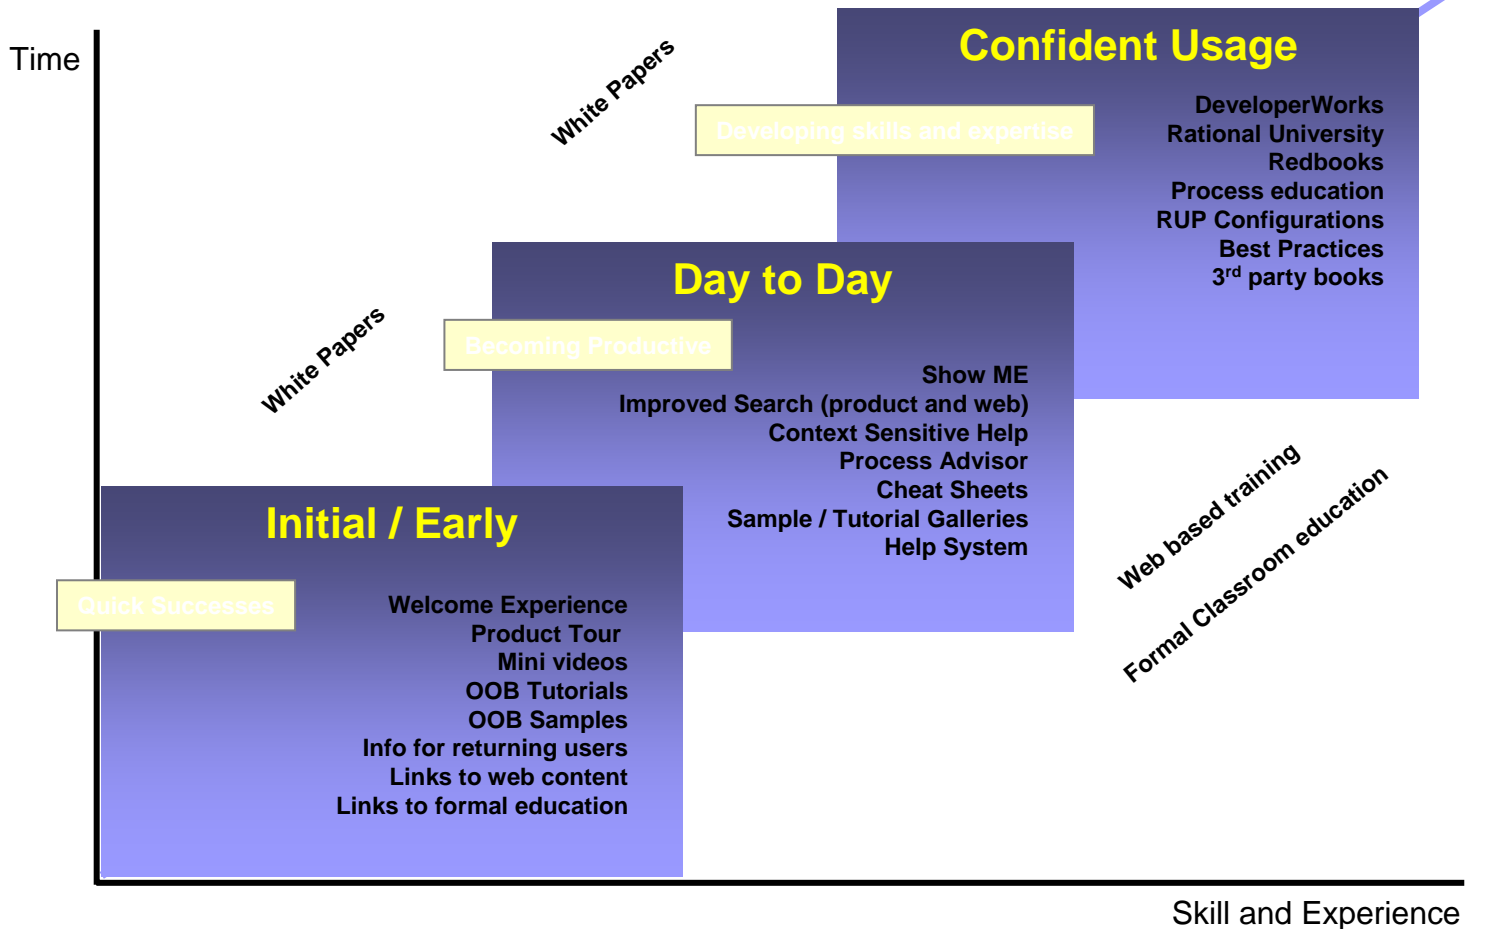 Time
White Papers
Confident Usage
Developing skills and expertise
DeveloperWorks
Rational University
Redbooks
Process education
RUP Configurations
Best Practices
3rd party books
White Papers
Day to Day
Becoming Productive
Show ME
Improved Search (product and web)
Context Sensitive Help
Process Advisor
Cheat Sheets
Sample / Tutorial Galleries
Help System
Web based training
Formal Classroom education
Initial / Early
Quick Successes
Welcome Experience
Product Tour
Mini videos
OOB Tutorials
OOB Samples
Info for returning users
Links to web content
Links to formal education
Skill and Experience